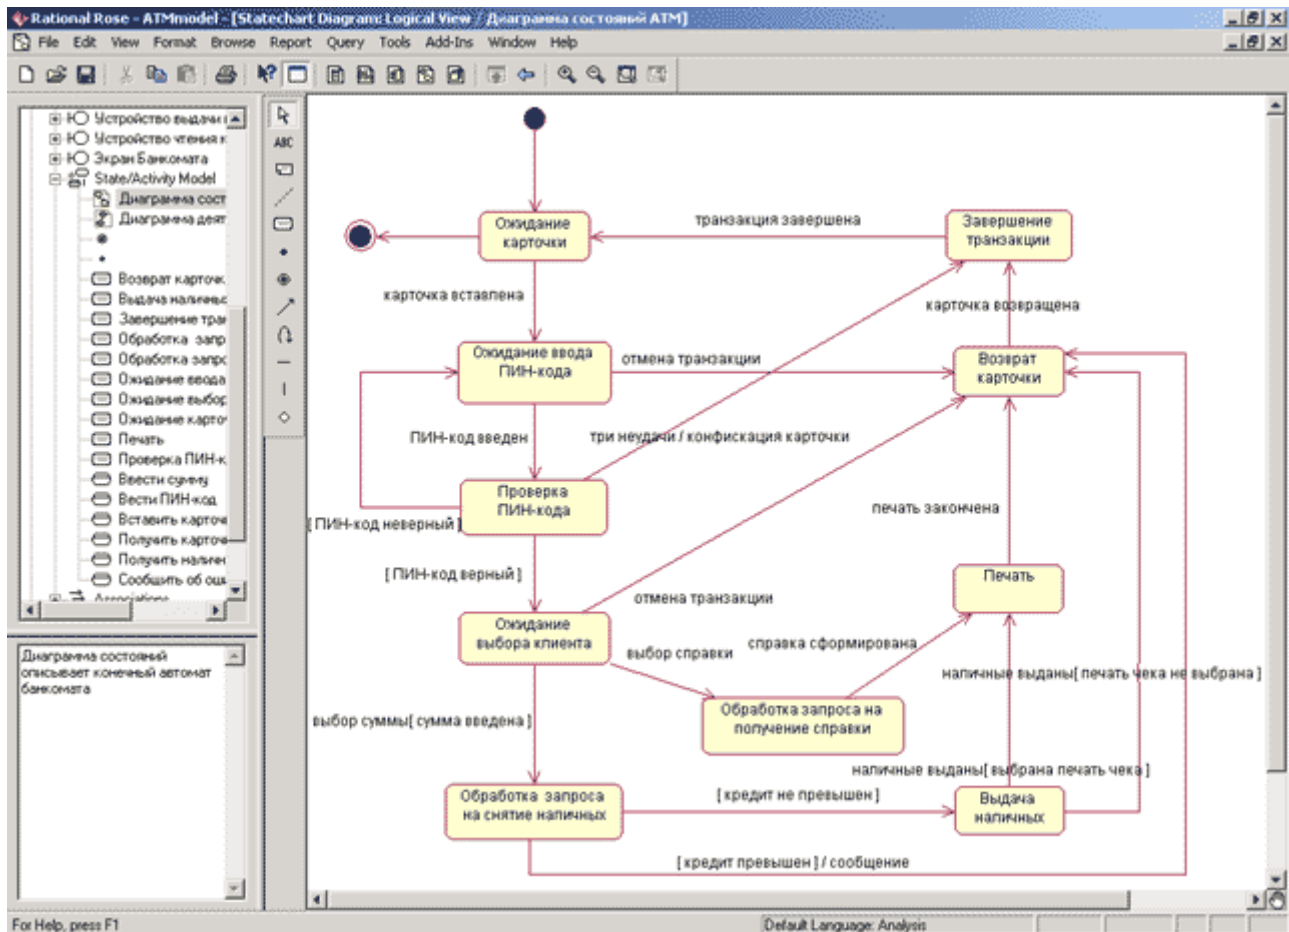 Rational Rose - ATMmodel - [Statechart Diagram: Logical View / Диаграмма состояний ATM]
File Edit View Format Browse Report Query Tools Add-Ins Window Help
Устройство выдачи
Устройство чтения к
Экран Банкомата
State/Activity Model
Диаграмма сост
Диаграмма деят
Возврат карточк
Выдача наличнь
Завершение тран
Обработка запр
Обработка запро
Ожидание ввода
Ожидание выбор
Ожидание карто
Печать
Проверка ПИН-к
Ввести сумму
Вести ПИН-код
Вставить карточ
Получить карточ
Получить наличн
Сообщить об ош
Associations
Диаграмма состояний
описывает конечный автомат
банкомата
ABC
Ожидание
карточки
транзакция завершена
Завершение
транзакции
карточка вставлена
карточка возвращена
Ожидание ввода
ПИН-кода
отмена транзакции
Возврат
карточки
ПИН-код введен
три неудачи / конфискация карточки
Проверка
ПИН-кода
[ ПИН-код неверный ]
печать закончена
[ ПИН-код верный ]
Печать
отмена транзакции
Ожидание
выбора клиента
выбор справки
справка сформирована
наличные выданы[ печать чека не выбрана ]
Обработка запроса на
получение справки
выбор суммы[ сумма введена ]
наличные выданы[ выбрана печать чека ]
Обработка запроса
на снятие наличных
[ кредит не превышен ]
Выдача
наличных
[ кредит превышен ] / сообщение
For Help, press F1
Default Language: Analysis